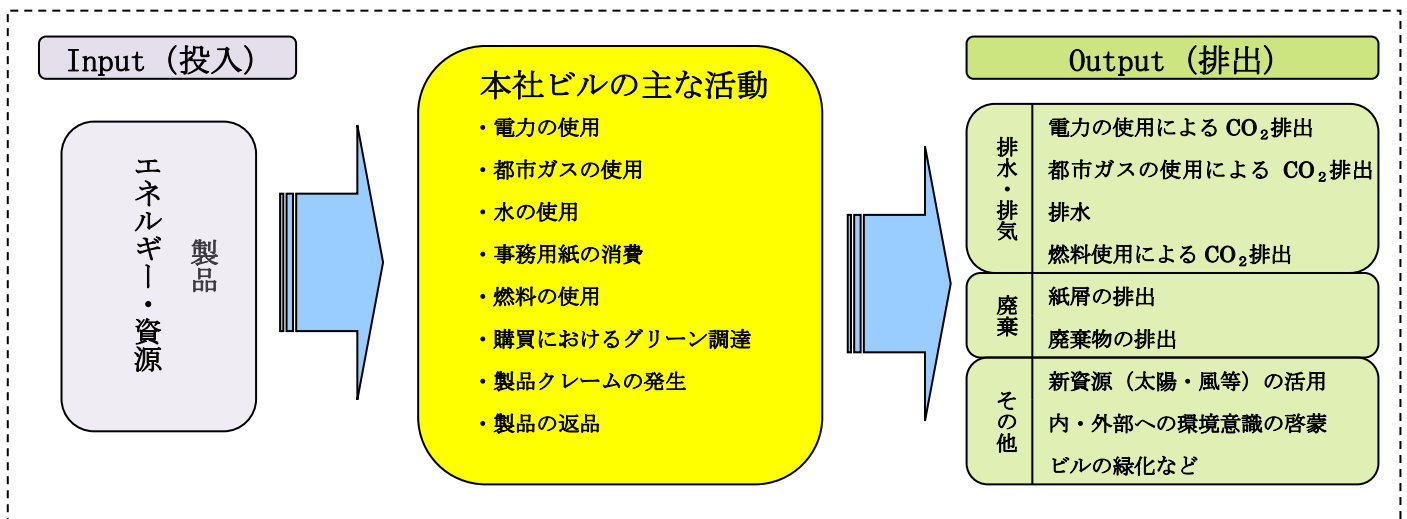 Input（投入）
製品
エネルギー・資源
本社ビルの主な活動
・電力の使用
・都市ガスの使用
・水の使用
・事務用紙の消費
・燃料の使用
・購買におけるグリーン調達
・製品クレームの発生
・製品の返品
Output（排出）
排水・排気
電力の使用による CO₂排出
都市ガスの使用による CO₂排出
排水
燃料使用による CO₂排出
廃棄
紙屑の排出
廃棄物の排出
その他
新資源（太陽・風等）の活用
内・外部への環境意識の啓蒙
ビルの緑化など